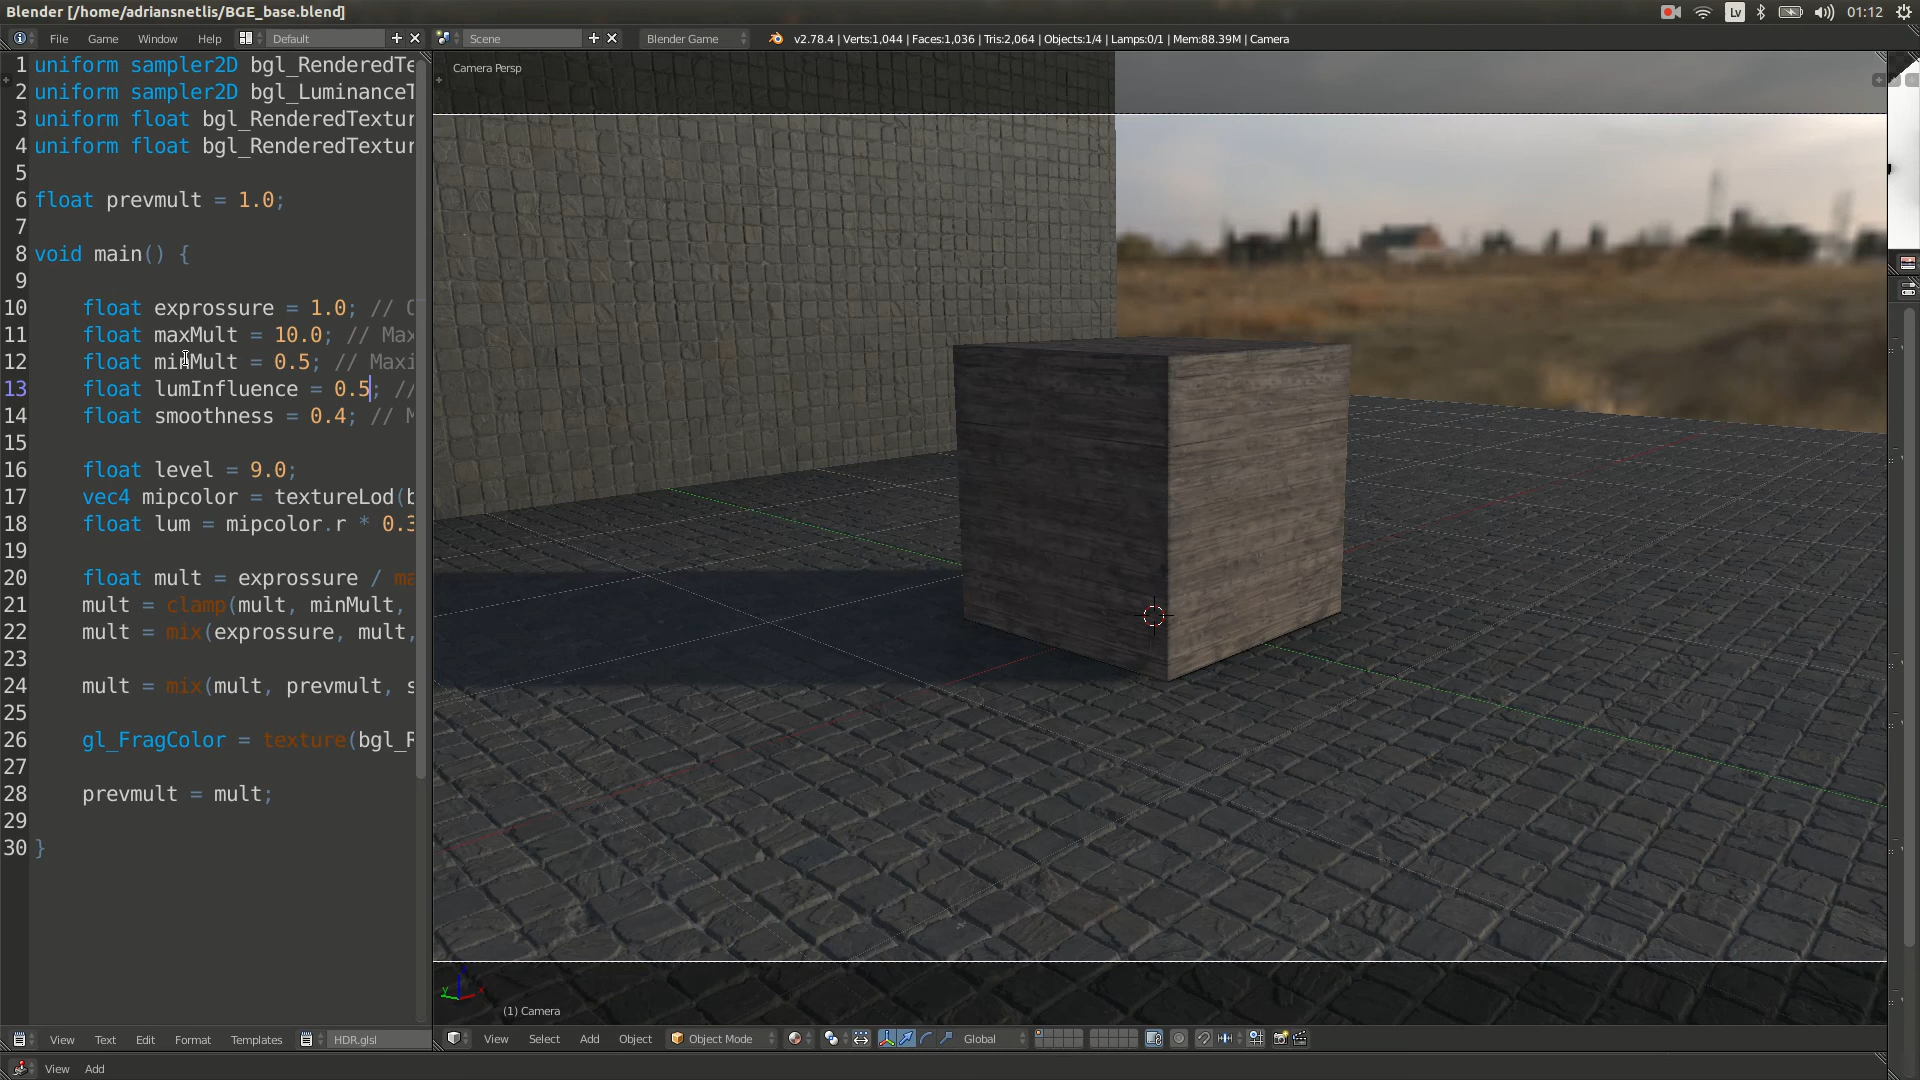 Blender [/home/adriansnetlis/BGE_base.blend]
Lv
01:12
File Game Window Help Default Scene Blender Game v2.78.4 | Verts:1,044 | Faces:1,036 | Tris:2,064 | Objects:1/4 | Lamps:0/1 | Mem:88.39M | Camera
Camera Persp
1 uniform sampler2D bgl_RenderedTe
2 uniform sampler2D bgl_LuminanceT
3 uniform float bgl_RenderedTextur
4 uniform float bgl_RenderedTextur
5
6 float prevmult = 1.0;
7
8 void main() {
9
10 float exprossure = 1.0; //
11 float maxMult = 10.0; // Max
12 float minMult = 0.5; // Maxi
13 float lumInfluence = 0.5; //
14 float smoothness = 0.4; // M
15
16 float level = 9.0;
17 vec4 mipcolor = textureLod(b
18 float lum = mipcolor.r * 0.3
19
20 float mult = exprossure / ma
21 mult = clamp(mult, minMult,
22 mult = mix(exprossure, mult,
23
24 mult = mix(mult, prevmult, s
25
26 gl_FragColor = texture(bgl_R
27
28 prevmult = mult;
29
30 }
(1) Camera
View Text Edit Format Templates HDR.glsl
View Select Add Object Object Mode Global
View Add